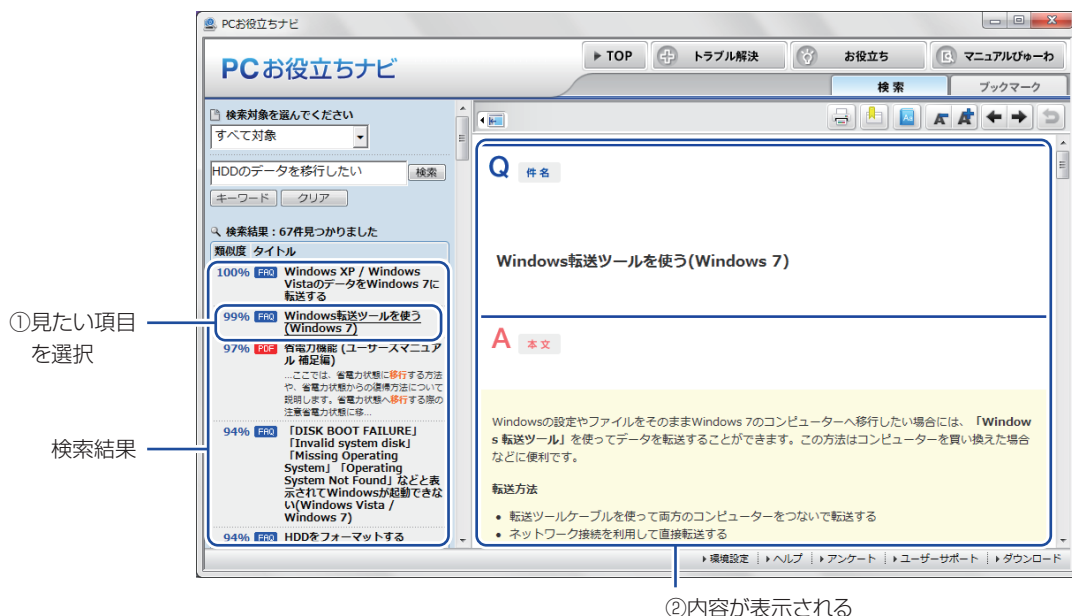 PCお役立ちナビ
PCお役立ちナビ
TOP
トラブル解決
お役立ち
マニュアルびゅーわ
検索
ブックマーク
検索対象を選んでください
すべて対象
HDDのデータを移行したい
検索
キーワード
クリア
検索結果：67件見つかりました
類似度 タイトル
100% FAQ Windows XP / Windows
VistaのデータをWindows 7に
転送する
99% FAQ Windows転送ツールを使う
(Windows 7)
97% PDF 省電力機能 (ユーザーズマニュア
ル 補足編)
...ここでは、省電力状態に移行する方法
や、省電力状態からの復帰方法について
説明します。省電力状態へ移行する際の
注意省電力状態に移...
94% FAQ 「DISK BOOT FAILURE」
「Invalid system disk」
「Missing Operating
System」「Operating
System Not Found」などと表
示されてWindowsが起動できな
い(Windows Vista /
Windows 7)
94% FAQ HDDをフォーマットする
Q 件名
Windows転送ツールを使う(Windows 7)
A 本文
Windowsの設定やファイルをそのままWindows 7のコンピューターへ移行したい場合には、「Window
s 転送ツール」を使ってデータを転送することができます。この方法はコンピューターを買い換えた場合
などに便利です。
転送方法
• 転送ツールケーブルを使って両方のコンピューターをつないで転送する
• ネットワーク接続を利用して直接転送する
環境設定
ヘルプ
アンケート
ユーザーサポート
ダウンロード
①見たい項目
を選択
検索結果
②内容が表示される